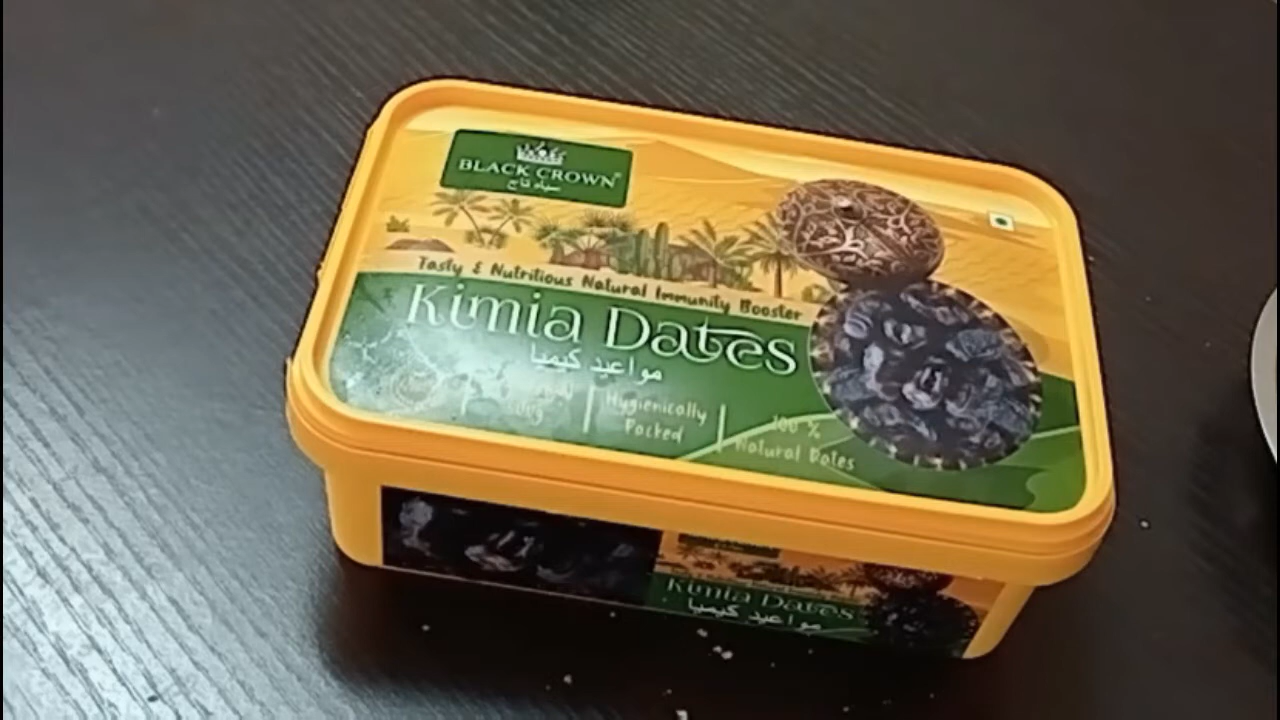 BLACK CROWN
سياه تاج
Tasty & Nutritious Natural Immunity Booster
Kimia Dates
مواعيد كيميا
Hygienically
Packed
100 %
Natural Dates
Kimia Dates
مواعيد كيميا